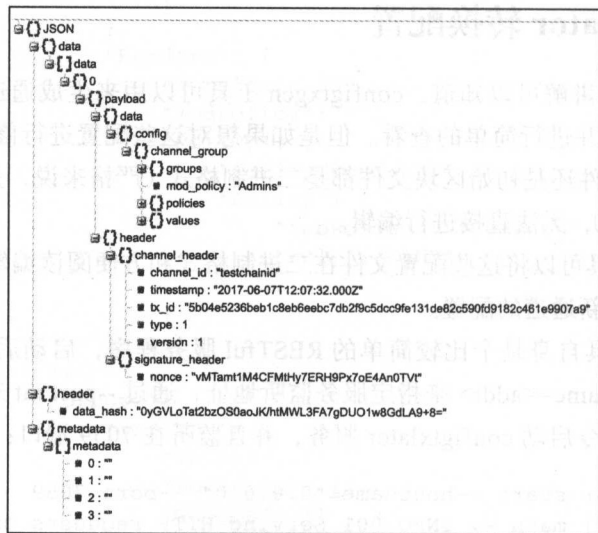 JSON
data
data
0
payload
data
config
channel_group
groups
mod_policy : "Admins"
policies
values
header
channel_header
channel_id : "testchainid"
timestamp : "2017-06-07T12:07:32.000Z"
tx_id : "5b04e5236beb1c8eb6eebc7db2f9c5dcc9fe131de82c590fd9182c461e9907a9"
type : 1
version : 1
signature_header
nonce : "vMTamt1M4CFMtHy7ERH9Px7qE4An0TVt"
header
data_hash : "0yGVLoTat2bzOS0aoJK/htMWL3FA7gDUO1w8GdLA9+8="
metadata
metadata
0 : ""
1 : ""
2 : ""
3 : ""